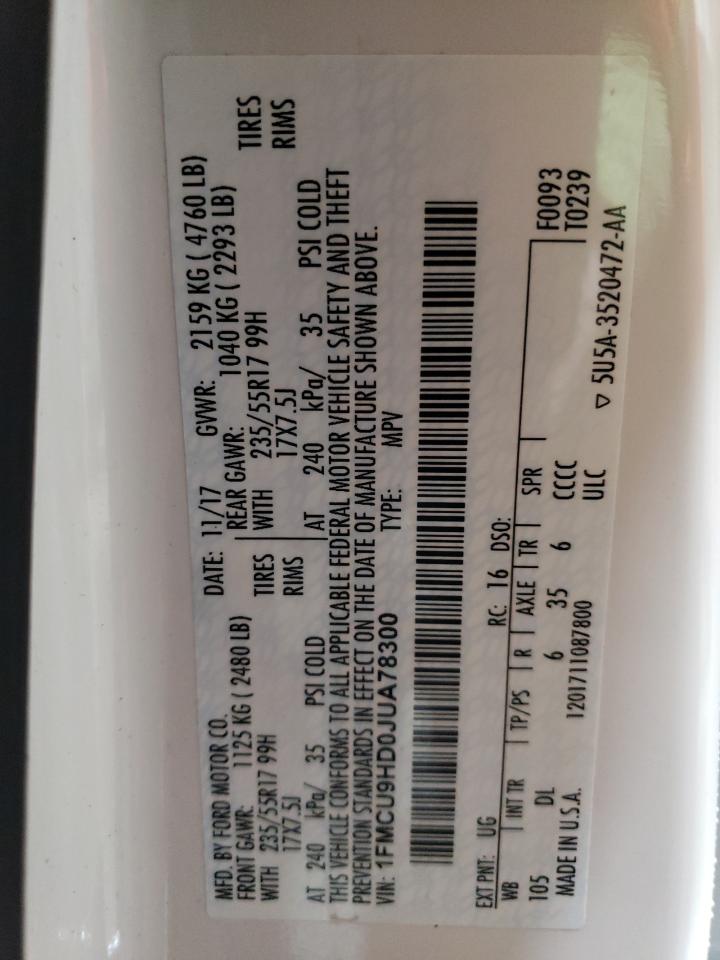 MFD. BY FORD MOTOR CO. DATE: 11/17 GVWR: 2159 KG ( 4760 LB)
FRONT GAWR: 1125 KG ( 2480 LB) REAR GAWR: 1040 KG ( 2293 LB)
WITH 235/55R17 99H TIRES WITH 235/55R17 99H TIRES
17X7.5J RIMS 17X7.5J RIMS
AT 240 kPa/ 35 PSI COLD AT 240 kPa/ 35 PSI COLD
THIS VEHICLE CONFORMS TO ALL APPLICABLE FEDERAL MOTOR VEHICLE SAFETY AND THEFT
PREVENTION STANDARDS IN EFFECT ON THE DATE OF MANUFACTURE SHOWN ABOVE.
VIN: 1FMCU9HD0JUA78300 TYPE: MPV
EXT PNT: UG RC: 16 DSO:
WB INT TR TP/PS R AXLE TR SPR F0093
105 DL 6 35 6 CCCC T0239
MADE IN U.S.A. 1201711087800 ULC ▽ 5U5A-3520472-AA